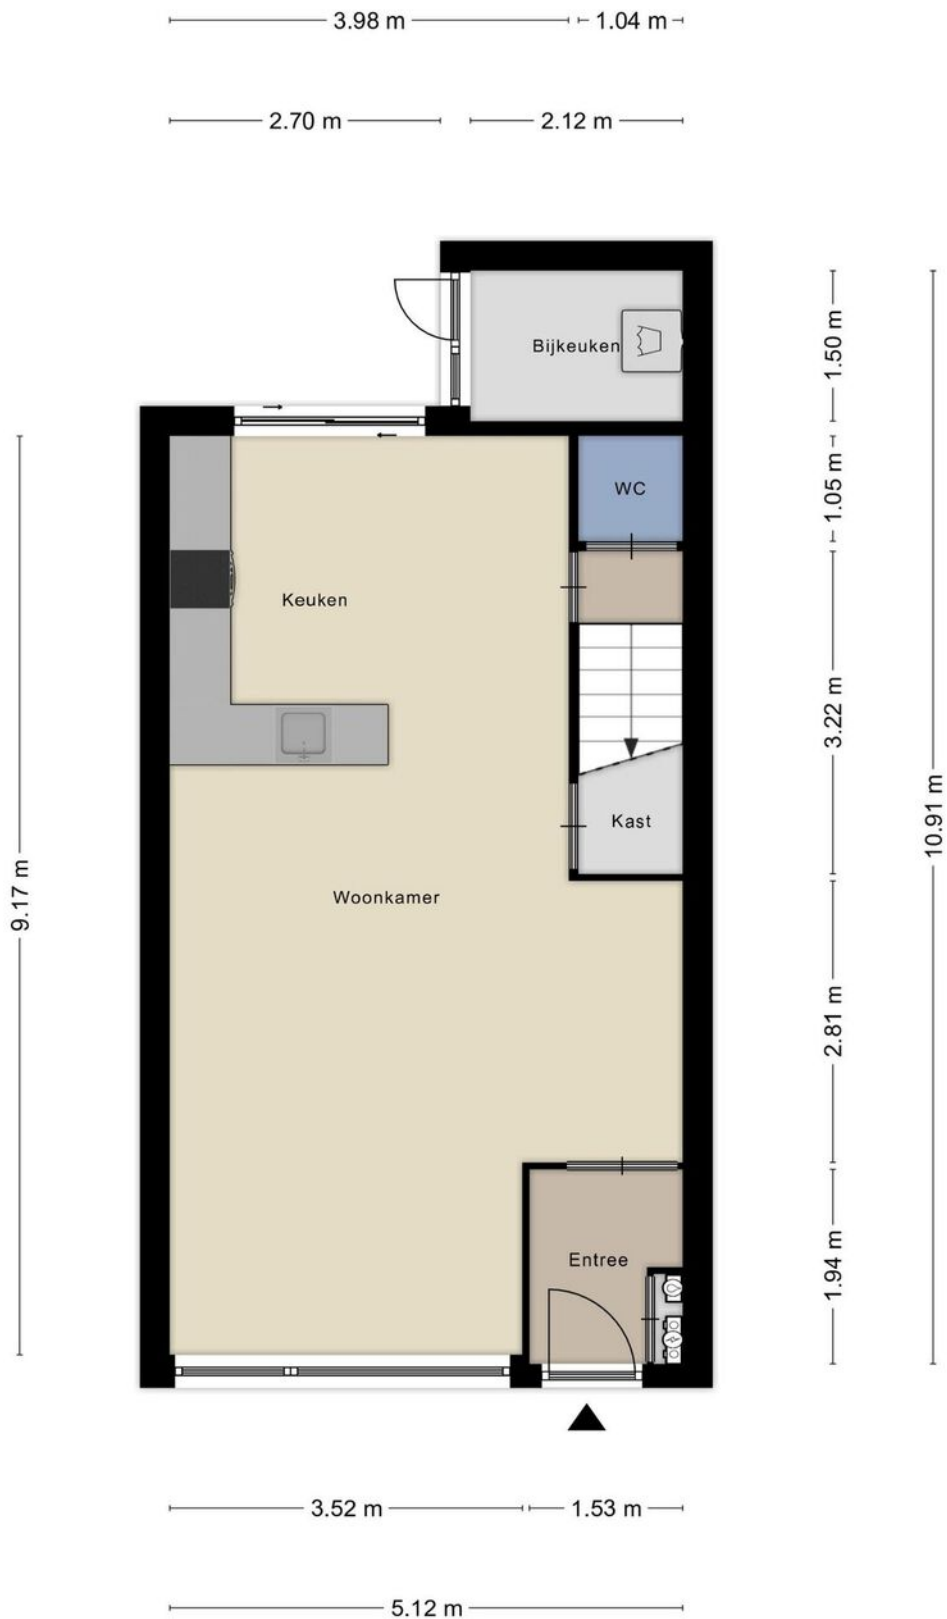 3.98 m
1.04 m
2.70 m
2.12 m
Bijkeuken
1.50 m
WC
1.05 m
Keuken
3.22 m
Kast
10.91 m
9.17 m
Woonkamer
2.81 m
Entree
1.94 m
3.52 m
1.53 m
5.12 m